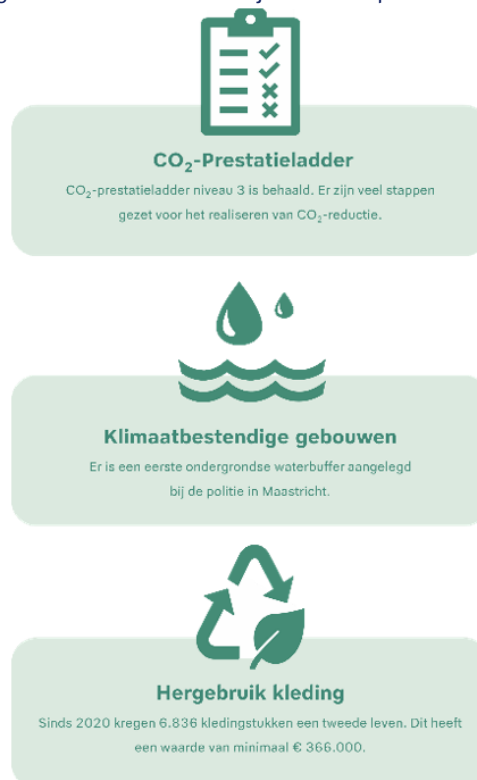 CO₂-Prestatieladder
CO₂-prestatieladder niveau 3 is behaald. Er zijn veel stappen
gezet voor het realiseren van CO₂-reductie.
Klimaatbestendige gebouwen
Er is een eerste ondergrondse waterbuffer aangelegd
bij de politie in Maastricht.
Hergebruik kleding
Sinds 2020 kregen 6.836 kledingstukken een tweede leven. Dit heeft
een waarde van minimaal € 366.000.